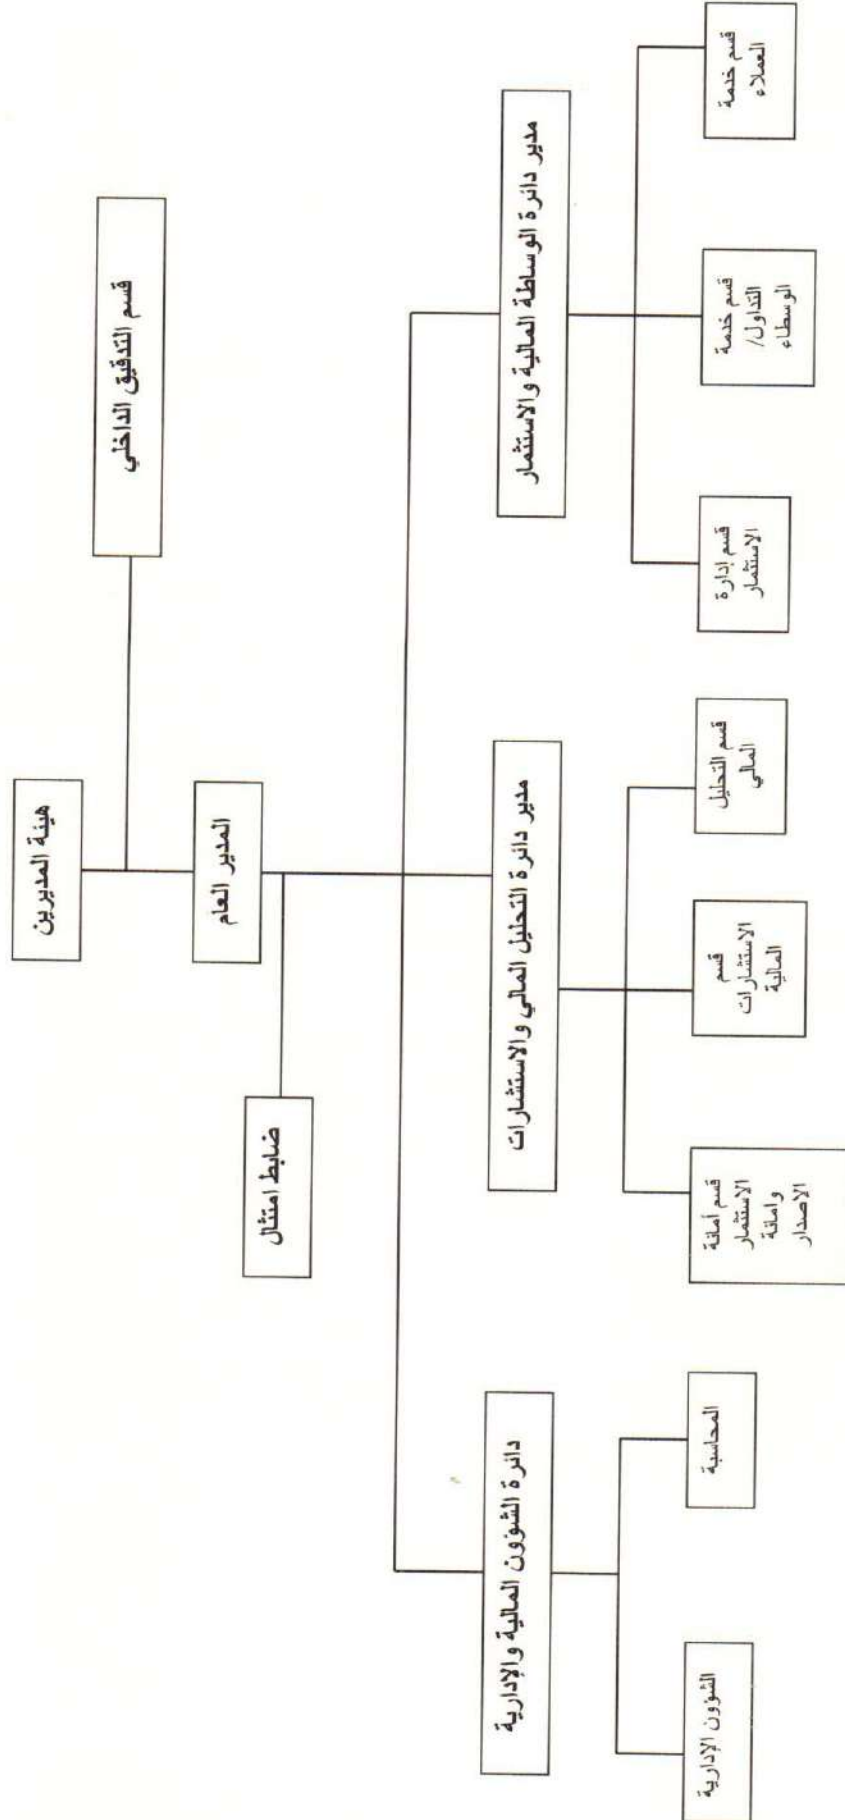 هيئة المديرين
قسم التدقيق الداخلي
المدير العام
ضابط امتثال
مدير دائرة الوساطة المالية والاستثمار
مدير دائرة التحليل المالي والاستشارات
دائرة الشؤون المالية والإدارية
قسم خدمة
العملاء
قسم خدمة
التداول/
الوسطاء
قسم إدارة
الاستثمار
قسم التحليل
المالي
قسم
الاستشارات
المالية
قسم أمانة
الاستثمار
وامانة
الاصدار
المحاسبة
الشؤون الإدارية